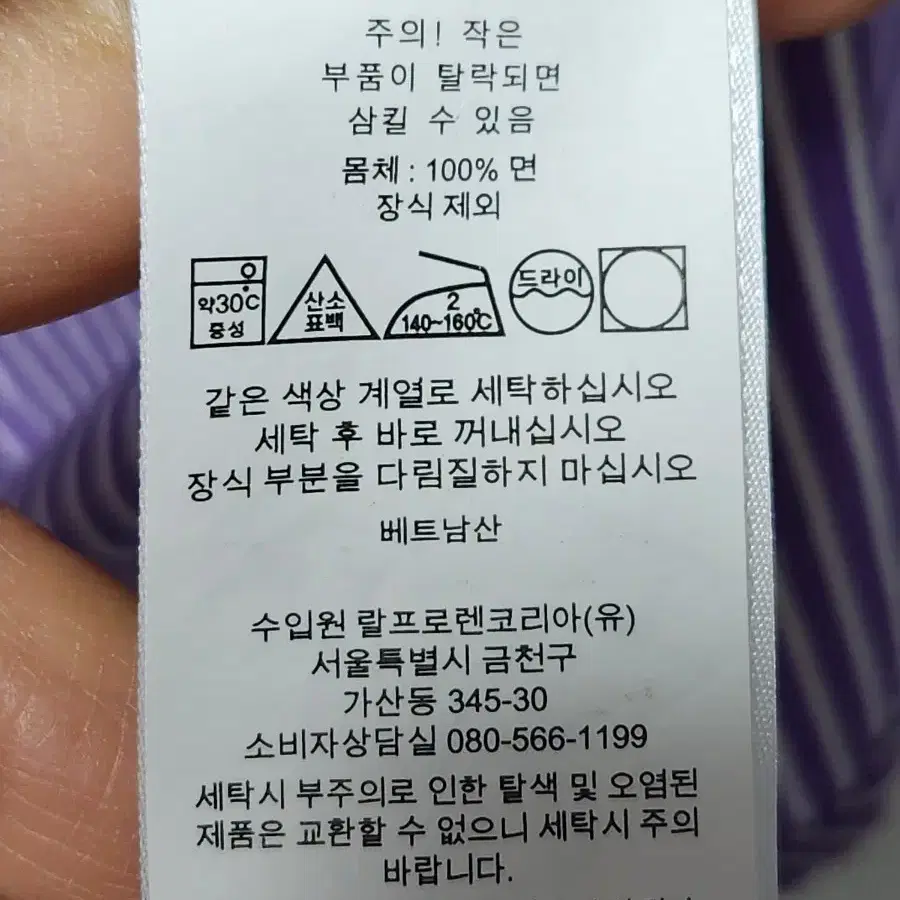 주의! 작은
부품이 탈락되면
삼킬 수 있음
몸체 : 100% 면
장식 제외
약30℃
중성
산소
표백
2
140~160℃
드라이
같은 색상 계열로 세탁하십시오
세탁 후 바로 꺼내십시오
장식 부분을 다림질하지 마십시오
베트남산
수입원 랄프로렌코리아(유)
서울특별시 금천구
가산동 345-30
소비자상담실 080-566-1199
세탁시 부주의로 인한 탈색 및 오염된
제품은 교환할 수 없으니 세탁시 주의
바랍니다.